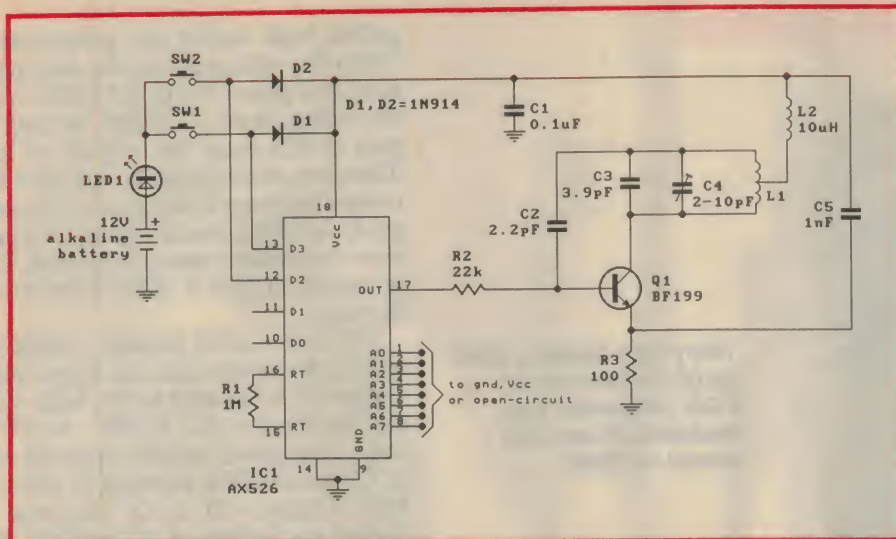 SW2
D2
D1,D2=1N914
SW1
D1
C1
0.1uF
L2
10uH
LED1
12V
alkaline
battery
+
18
Vcc
C3
3.9pF
C4
2-10pF
L1
C5
1nF
C2
2.2pF
13 D3
12 D2
11 D1
10 D0
16 RT
15 RT
OUT 17
R2
22k
Q1
BF199
R1
1M
A0 1
A1 2
A2 3
A3 4
A4 5
A5 6
A6 7
A7 8
to gnd,Vcc
or open-circuit
R3
100
GND
14
9
IC1
AX526